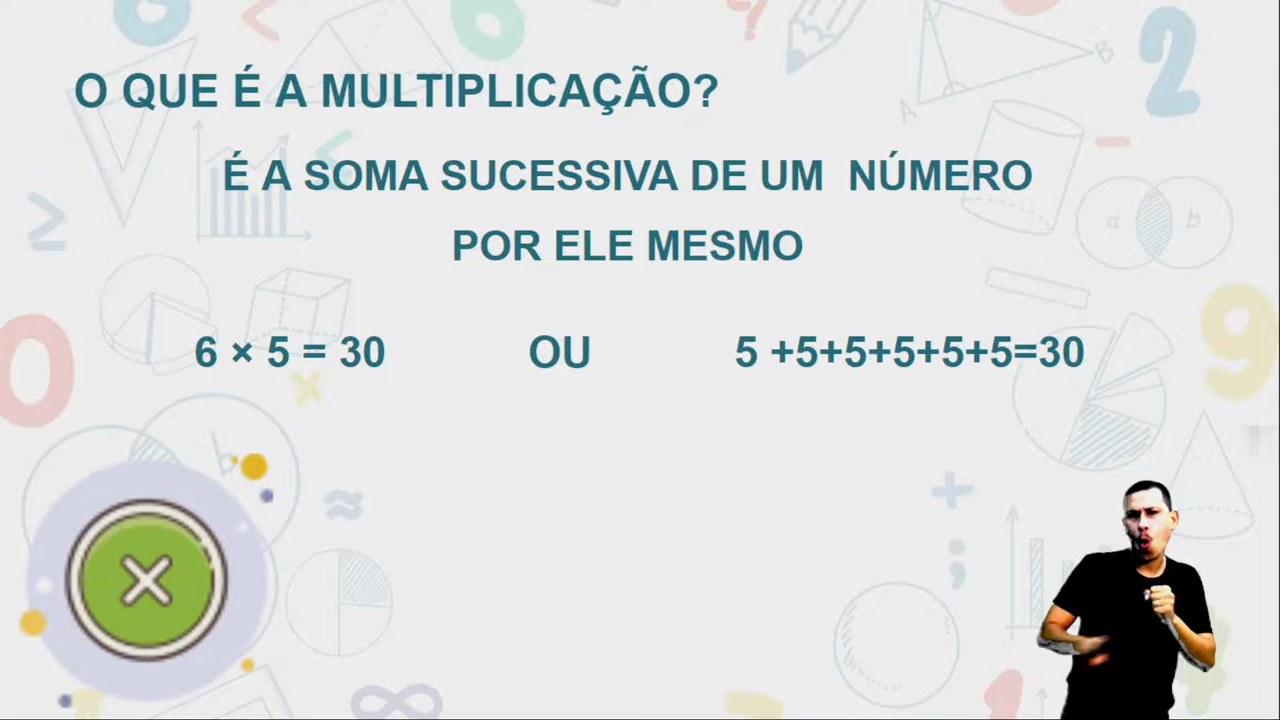 O QUE É A MULTIPLICAÇÃO?
É A SOMA SUCESSIVA DE UM NÚMERO
POR ELE MESMO
6 × 5 = 30 OU 5 +5+5+5+5+5=30